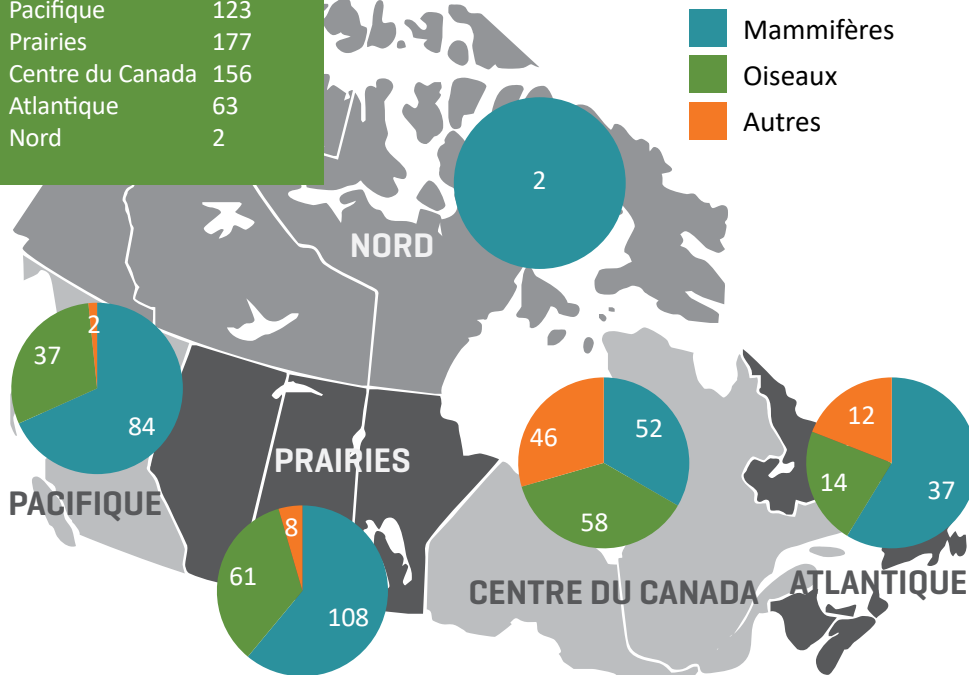 Pacifique 123
Prairies 177
Centre du Canada 156
Atlantique 63
Nord 2
Mammifères
Oiseaux
Autres
2
NORD
2
37
84
PACIFIQUE
PRAIRIES
8
61
108
46
52
58
CENTRE DU CANADA
12
14
37
ATLANTIQUE